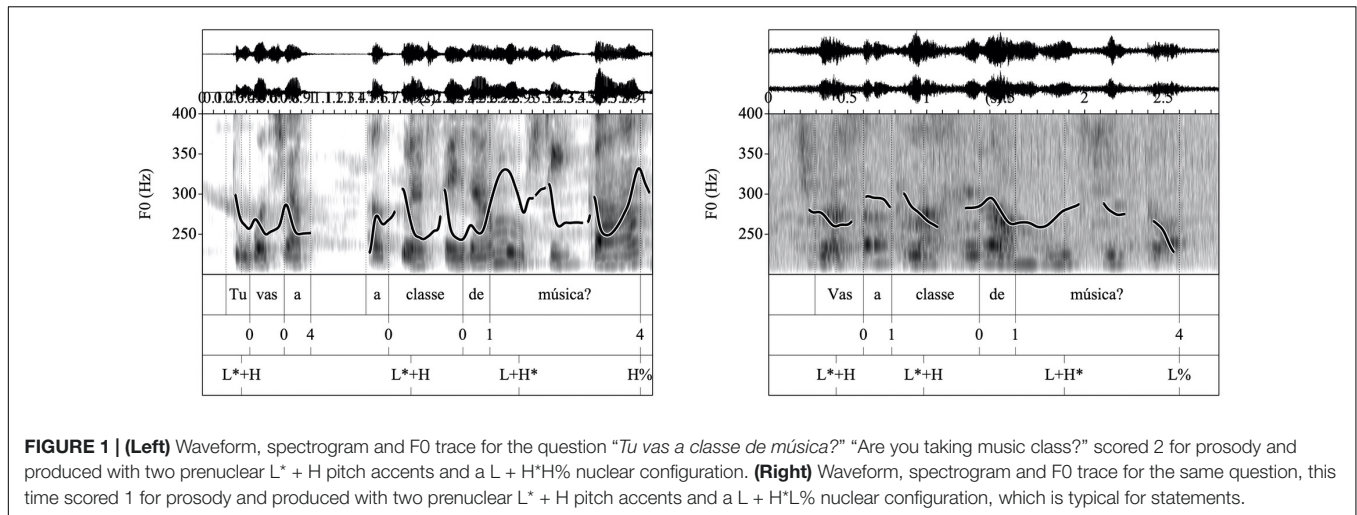 0 0.5 1 (s) 1.5 2 2.5
400
350
300
250
F0 (Hz)
Tu vas a a classe de música?
0 0 4 0 0 1 4
L*+H L*+H L+H* H%
400
350
300
250
F0 (Hz)
Vas a classe de música?
0 1 0 1 4
L*+H L*+H L+H* L%
FIGURE 1 | (Left) Waveform, spectrogram and F0 trace for the question “Tu vas a classe de música?” “Are you taking music class?” scored 2 for prosody and
produced with two prenuclear L* + H pitch accents and a L + H*H% nuclear configuration. (Right) Waveform, spectrogram and F0 trace for the same question, this
time scored 1 for prosody and produced with two prenuclear L* + H pitch accents and a L + H*L% nuclear configuration, which is typical for statements.